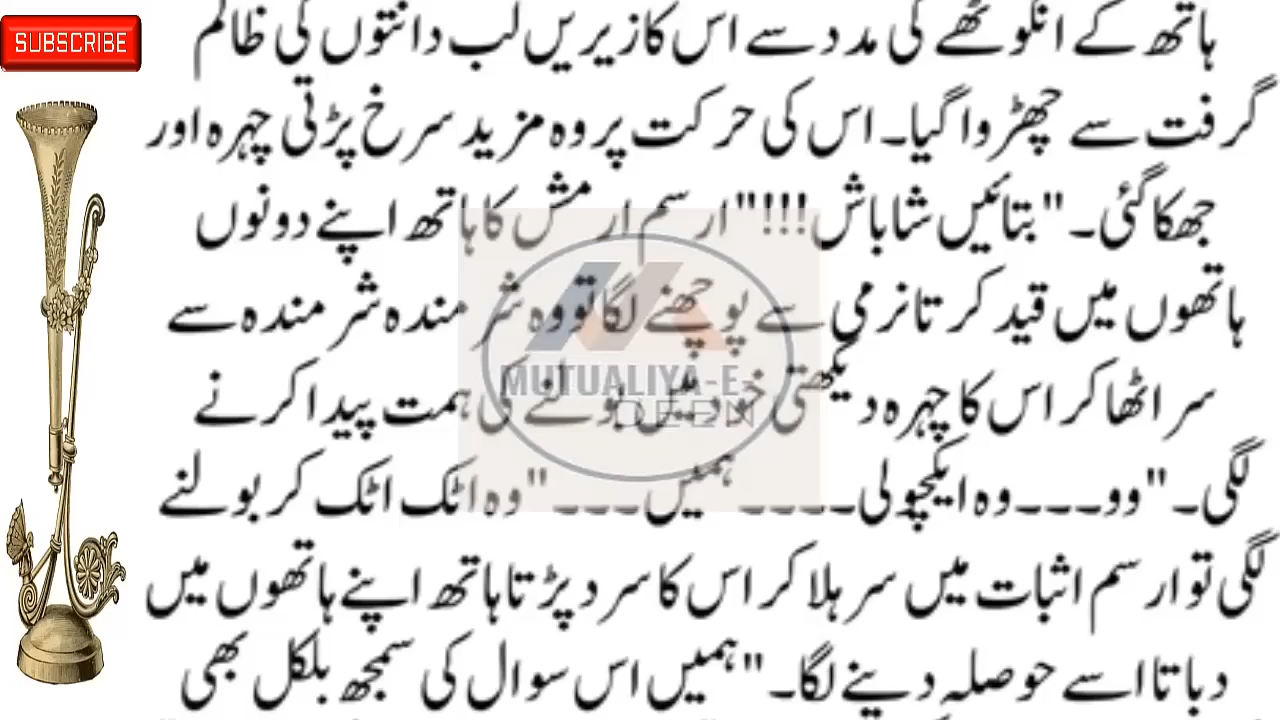 SUBSCRIBE
ہاتھ کے انگوٹھے کی مدد سے اس کا زیریں لب دانتوں کی ظالم
گرفت سے چھڑوا گیا۔ اس کی حرکت پر وہ مزید سرخ پڑتی چہرہ اور
جھکا گئی۔ "بتائیں شاباش!!!" ارسم ارمش کا ہاتھ اپنے دونوں
ہاتھوں میں قید کرتا نرمی سے پوچھنے لگا تو وہ شرمندہ شرمندہ سے
سر اٹھا کر اس کا چہرہ دیکھتی خود میں بولنے کی ہمت پیدا کرنے
MUTUALIYA-E-
DEEN
لگی۔ "وو۔۔۔ وہ ایکچولی۔۔۔۔ ہمیں۔۔۔" وہ اٹک اٹک کر بولنے
لگی تو ارسم اثبات میں سر ہلا کر اس کا سرد پڑتا ہاتھ اپنے ہاتھوں میں
دباتا اسے حوصلہ دینے لگا۔ "ہمیں اس سوال کی سمجھ بلکل بھی